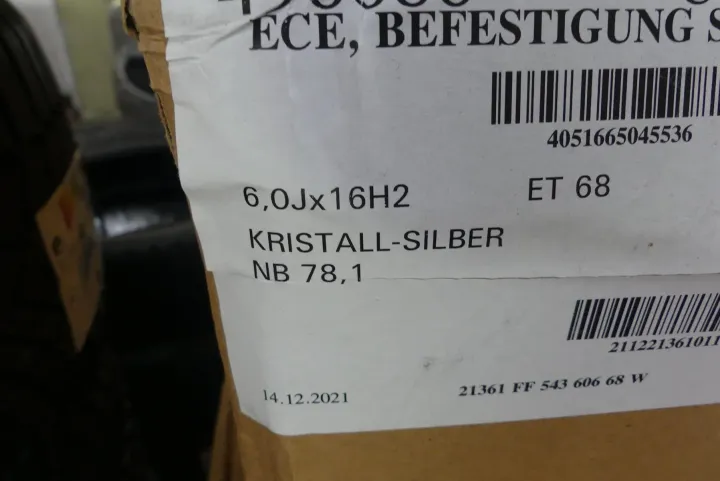 ECE, BEFESTIGUNG
4051665045536
6,0Jx16H2 ET 68
KRISTALL-SILBER
NB 78,1
211221361011
14.12.2021 21361 FF 543 606 68 W